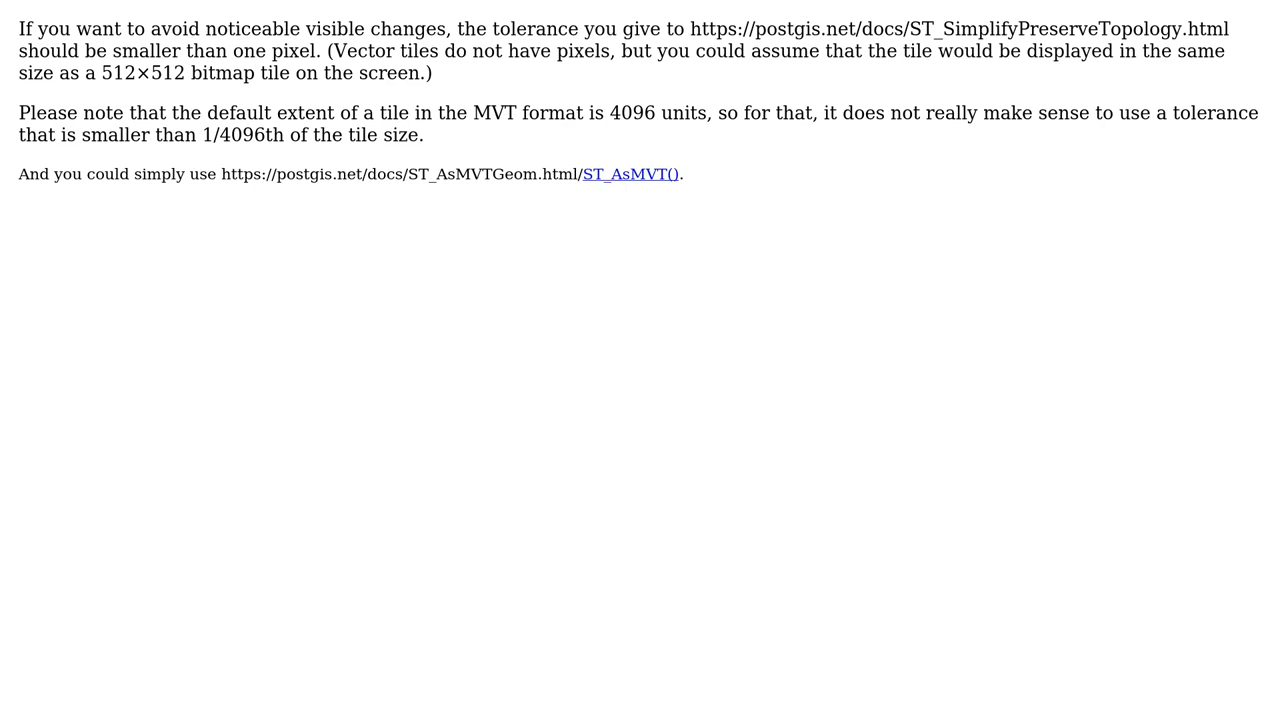 If you want to avoid noticeable visible changes, the tolerance you give to https://postgis.net/docs/ST_SimplifyPreserveTopology.html
should be smaller than one pixel. (Vector tiles do not have pixels, but you could assume that the tile would be displayed in the same
size as a 512×512 bitmap tile on the screen.)
Please note that the default extent of a tile in the MVT format is 4096 units, so for that, it does not really make sense to use a tolerance
that is smaller than 1/4096th of the tile size.
And you could simply use https://postgis.net/docs/ST_AsMVTGeom.html/ST_AsMVT().